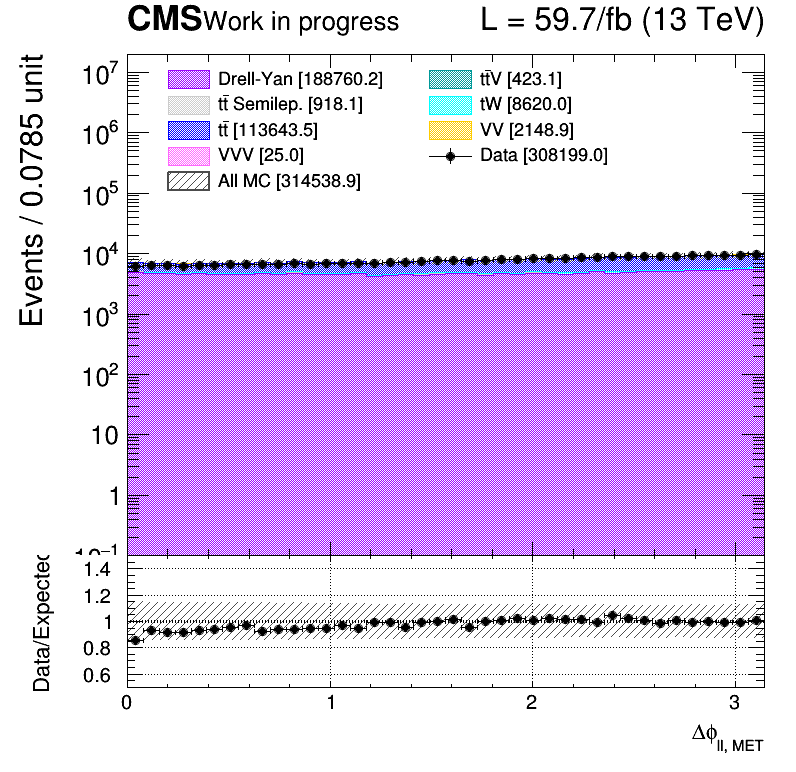 CMS Work in progress L = 59.7/fb (13 TeV)
Events / 0.0785 unit
10⁷
10⁶
10⁵
10⁴
10³
10²
10
1
10⁻¹
Drell-Yan [188760.2]
tt̄ Semilep. [918.1]
tt̄ [113643.5]
VVV [25.0]
All MC [314538.9]
tt̄V [423.1]
tW [8620.0]
VV [2148.9]
Data [308199.0]
Data/Expected
1.4
1.2
1
0.8
0.6
0 1 2 3
Δϕll, MET